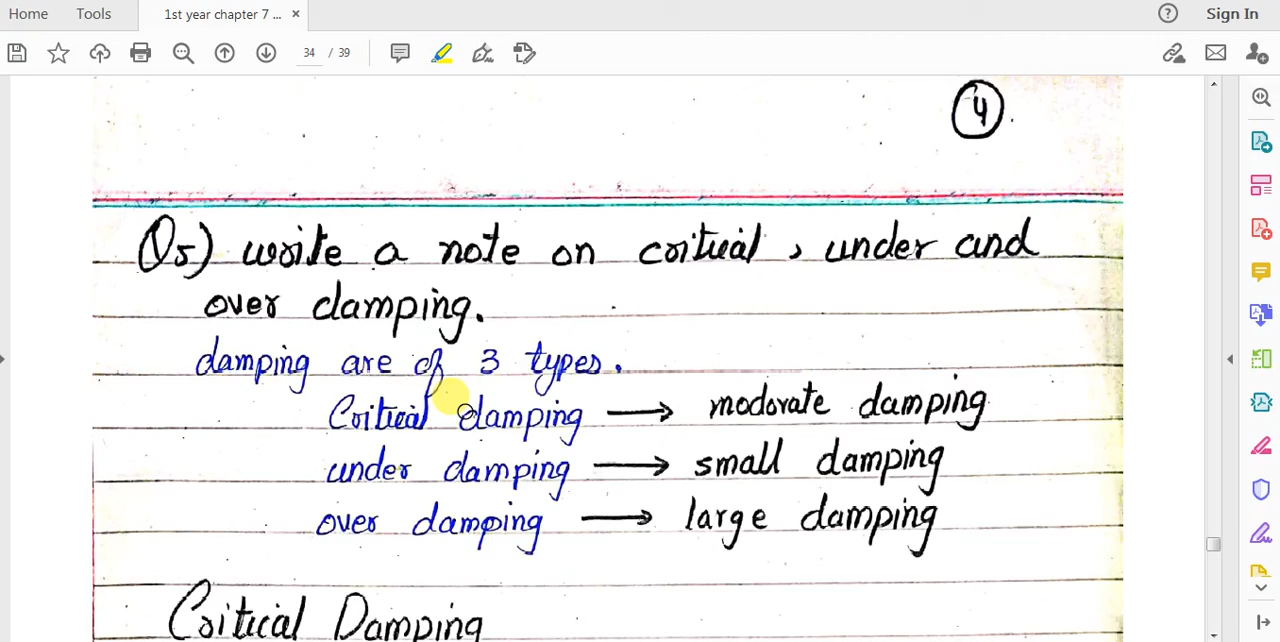 Home Tools 1st year chapter 7 ... × Sign In
34 / 39
4
Q5) write a note on critical, under and
over damping.
damping are of 3 types.
Critical damping → modorate damping
under damping → small damping
over damping → large damping
Critical Damping